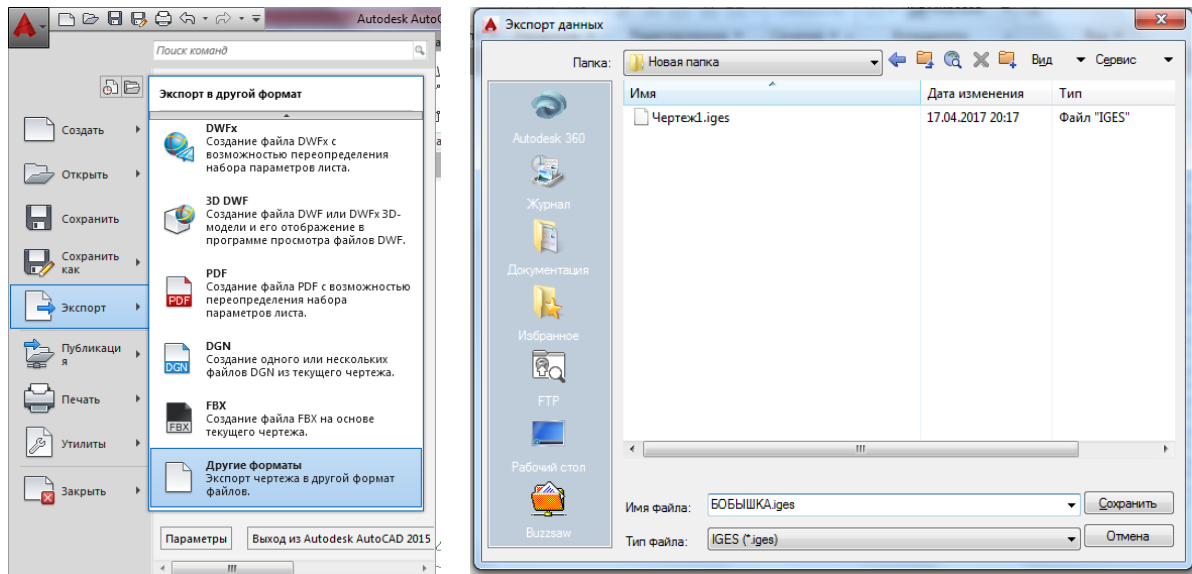 Autodesk Auto
Поиск команд
Экспорт в другой формат
Создать
Открыть
Сохранить
Сохранить
как
Экспорт
Публикаци
я
Печать
Утилиты
Закрыть
DWFx
Создание файла DWFx с
возможностью переопределения
набора параметров листа.
3D DWF
Создание файла DWF или DWFx 3D-
модели и его отображение в
программе просмотра файлов DWF.
PDF
PDF
Создание файла PDF с возможностью
переопределения набора
параметров листа.
DGN
DGN
Создание одного или нескольких
файлов DGN из текущего чертежа.
FBX
FBX
Создание файла FBX на основе
текущего чертежа.
Другие форматы
Экспорт чертежа в другой формат
файлов.
Параметры
Выход из Autodesk AutoCAD 2015
Экспорт данных
Папка:
Новая папка
Вид
Сервис
Autodesk 360
Журнал
Документация
Избранное
FTP
Рабочий стол
Buzzsaw
Имя
Дата изменения
Тип
Чертеж1.iges
17.04.2017 20:17
Файл "IGES"
Имя файла:
БОБЫШКА.iges
Сохранить
Тип файла:
IGES (*.iges)
Отмена